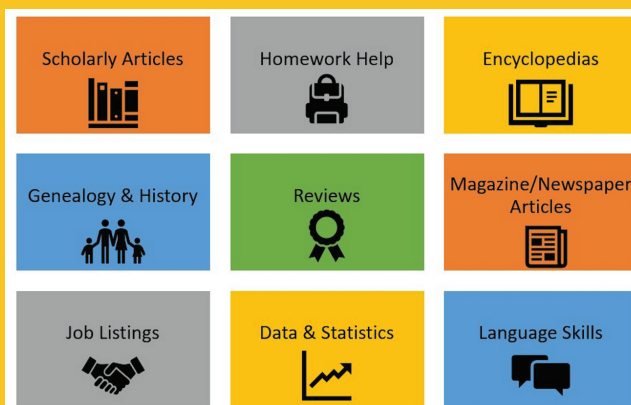 Scholarly Articles
Homework Help
Encyclopedias
Genealogy & History
Reviews
Magazine/Newspaper
Articles
Job Listings
Data & Statistics
Language Skills